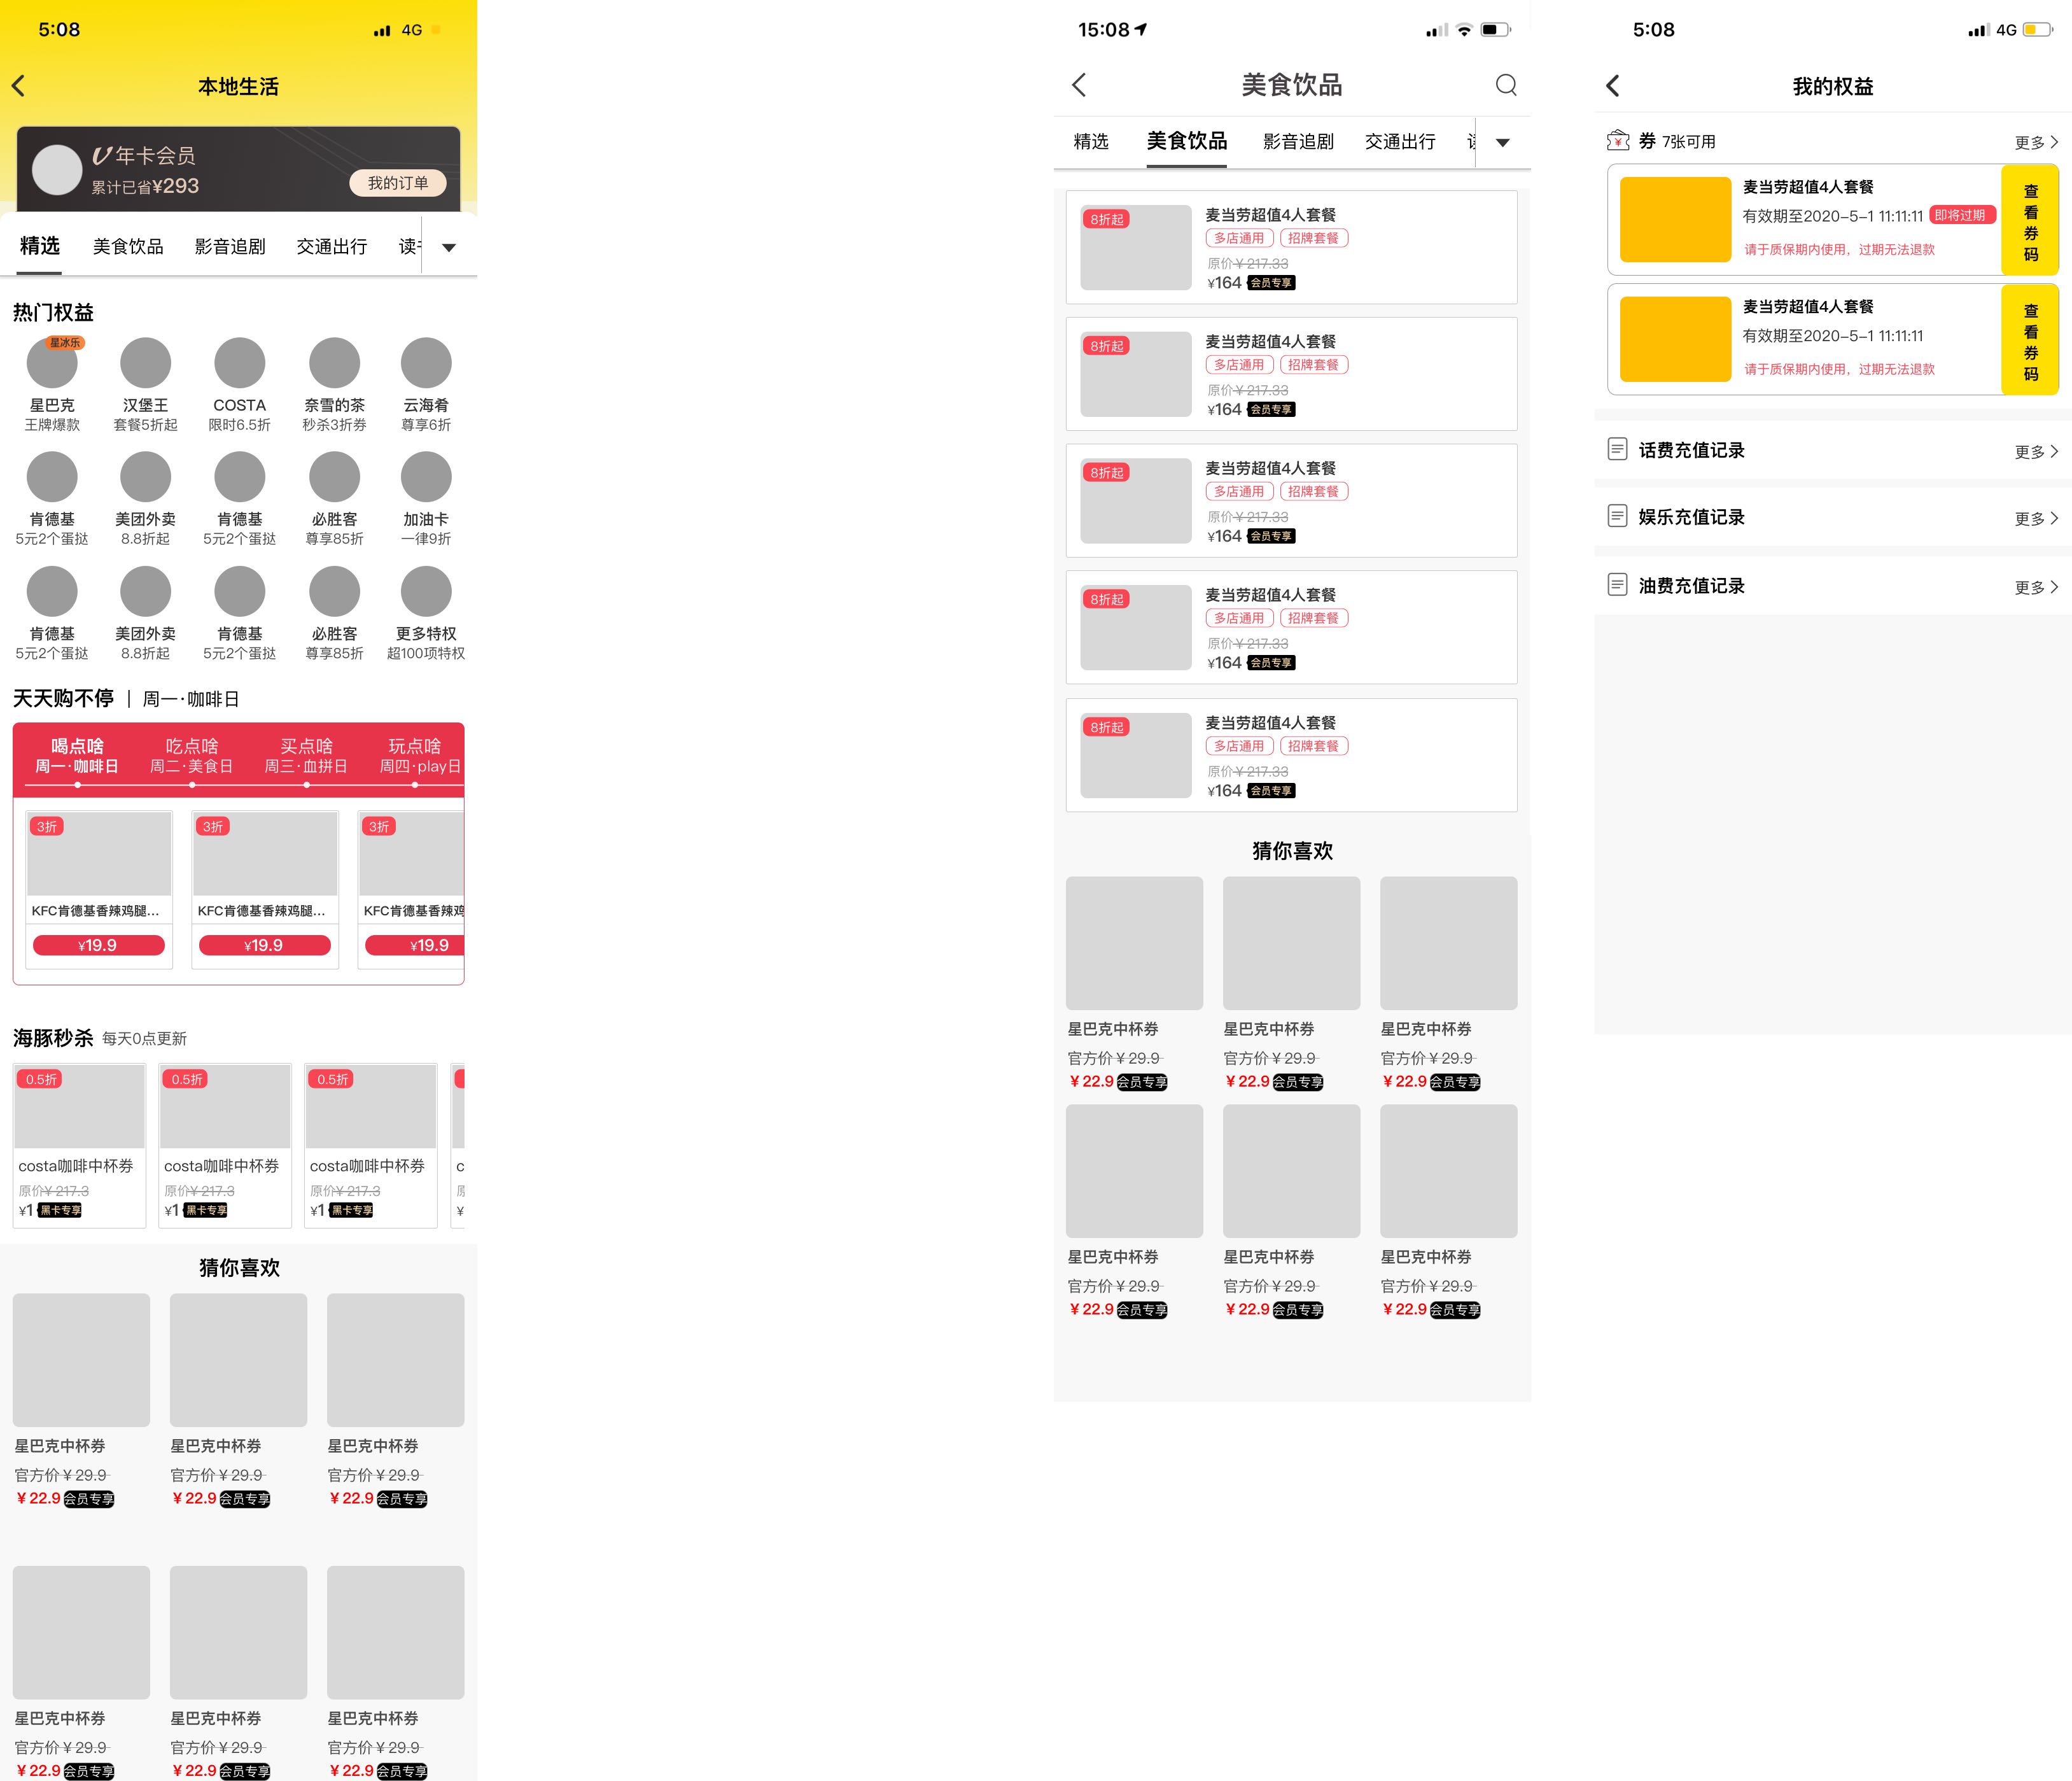 5:08
4G
本地生活
年卡会员
累计已省¥293
我的订单
精选 美食饮品 影音追剧 交通出行
热门权益
星冰乐
星巴克 汉堡王 COSTA 奈雪的茶 云海肴
王牌爆款 套餐5折起 限时6.5折 秒杀3折券 尊享6折
肯德基 美团外卖 肯德基 必胜客 加油卡
5元2个蛋挞 8.8折起 5元2个蛋挞 尊享85折 一律9折
肯德基 美团外卖 肯德基 必胜客 更多特权
5元2个蛋挞 8.8折起 5元2个蛋挞 尊享85折 超100项特权
天天购不停 | 周一·咖啡日
喝点啥 吃点啥 买点啥 玩点啥
周一·咖啡日 周二·美食日 周三·血拼日 周四·play日
3折 3折 3折
KFC肯德基香辣鸡腿... KFC肯德基香辣鸡腿... KFC肯德基香辣鸡
¥19.9 ¥19.9 ¥19.9
海豚秒杀 每天0点更新
0.5折 0.5折 0.5折
costa咖啡中杯券 costa咖啡中杯券 costa咖啡中杯券 c
原价¥ 217.3 原价¥ 217.3 原价¥ 217.3
¥1 黑卡专享 ¥1 黑卡专享 ¥1 黑卡专享 ¥
猜你喜欢
星巴克中杯券 星巴克中杯券 星巴克中杯券
官方价¥29.9 官方价¥29.9 官方价¥29.9
¥22.9 会员专享 ¥22.9 会员专享 ¥22.9 会员专享
星巴克中杯券 星巴克中杯券 星巴克中杯券
官方价¥29.9 官方价¥29.9 官方价¥29.9
¥22.9 会员专享 ¥22.9 会员专享 ¥22.9 会员专享
15:08
美食饮品
精选 美食饮品 影音追剧 交通出行
8折起
麦当劳超值4人套餐
多店通用 招牌套餐
原价¥ 217.33
¥164 会员专享
8折起
麦当劳超值4人套餐
多店通用 招牌套餐
原价¥ 217.33
¥164 会员专享
8折起
麦当劳超值4人套餐
多店通用 招牌套餐
原价¥ 217.33
¥164 会员专享
8折起
麦当劳超值4人套餐
多店通用 招牌套餐
原价¥ 217.33
¥164 会员专享
8折起
麦当劳超值4人套餐
多店通用 招牌套餐
原价¥ 217.33
¥164 会员专享
猜你喜欢
星巴克中杯券 星巴克中杯券 星巴克中杯券
官方价¥29.9 官方价¥29.9 官方价¥29.9
¥22.9 会员专享 ¥22.9 会员专享 ¥22.9 会员专享
星巴克中杯券 星巴克中杯券 星巴克中杯券
官方价¥29.9 官方价¥29.9 官方价¥29.9
¥22.9 会员专享 ¥22.9 会员专享 ¥22.9 会员专享
5:08
4G
我的权益
券 7张可用 更多
麦当劳超值4人套餐
有效期至2020-5-1 11:11:11 即将过期
请于质保期内使用，过期无法退款
查看券码
麦当劳超值4人套餐
有效期至2020-5-1 11:11:11
请于质保期内使用，过期无法退款
查看券码
话费充值记录 更多
娱乐充值记录 更多
油费充值记录 更多